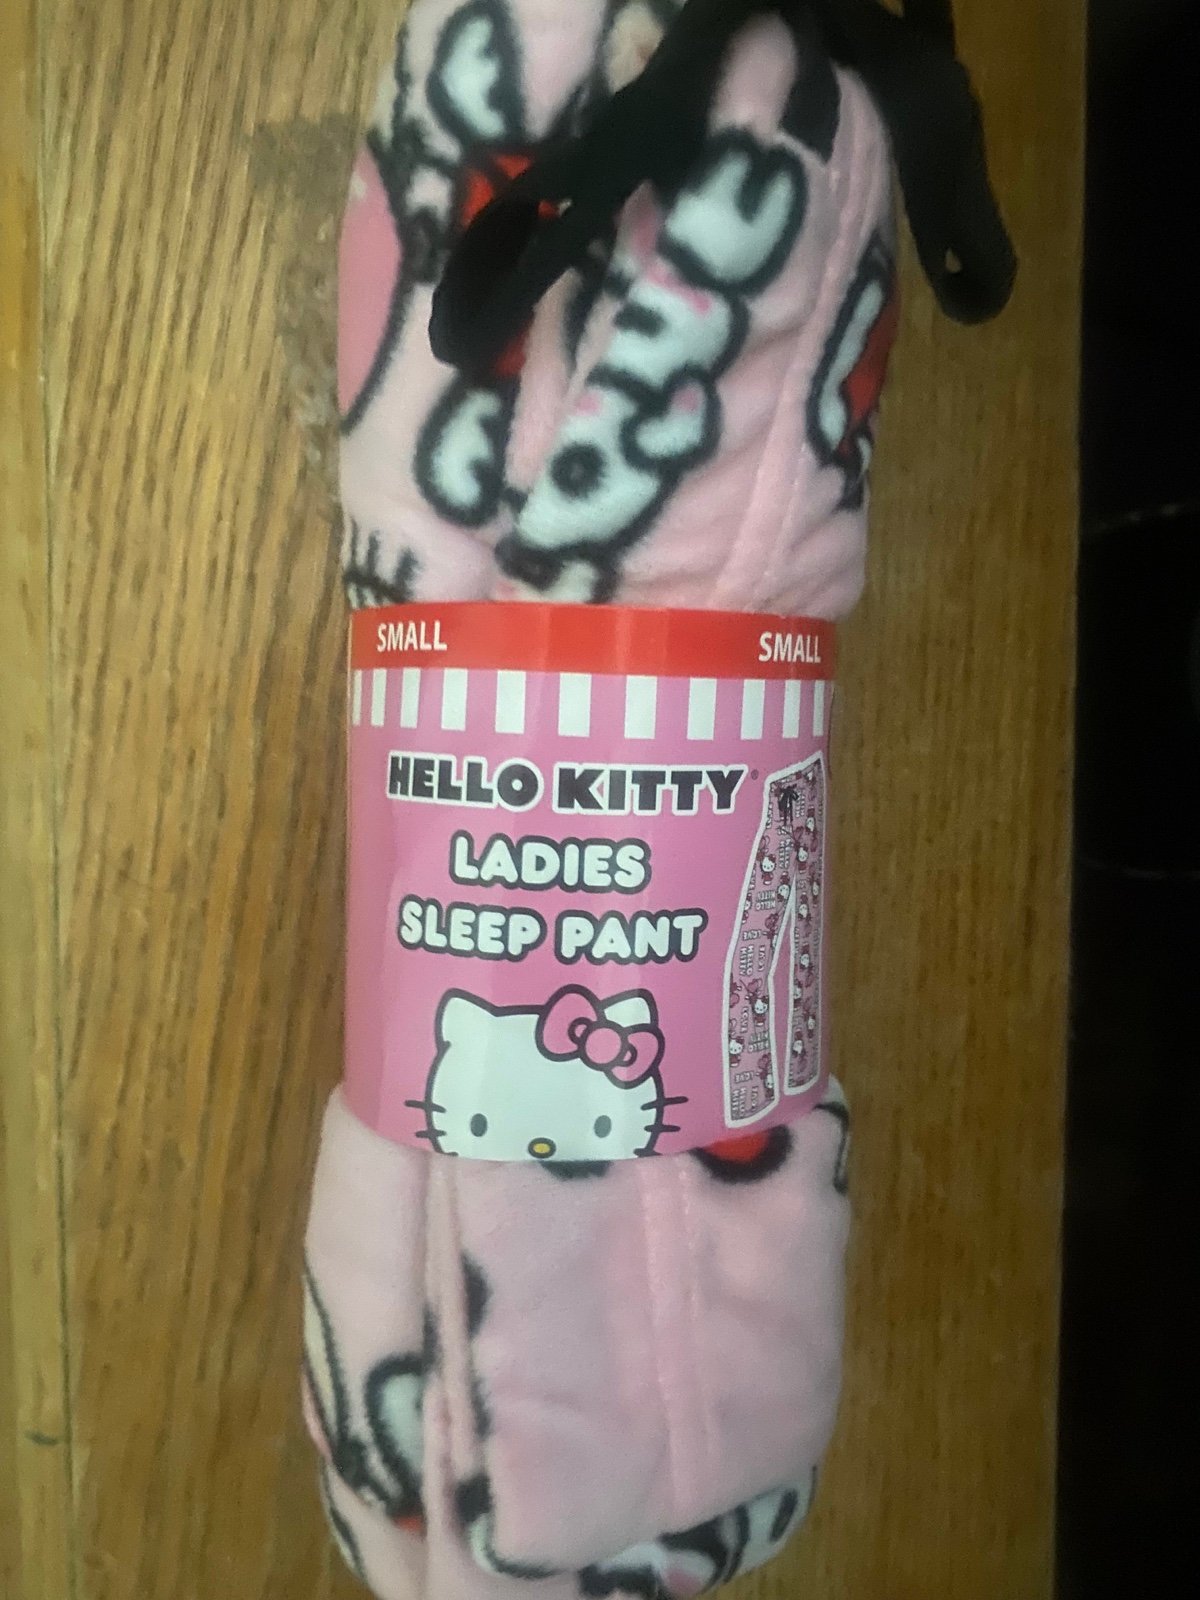 SMALL SMALL
HELLO KITTY®
LADIES
SLEEP PANT